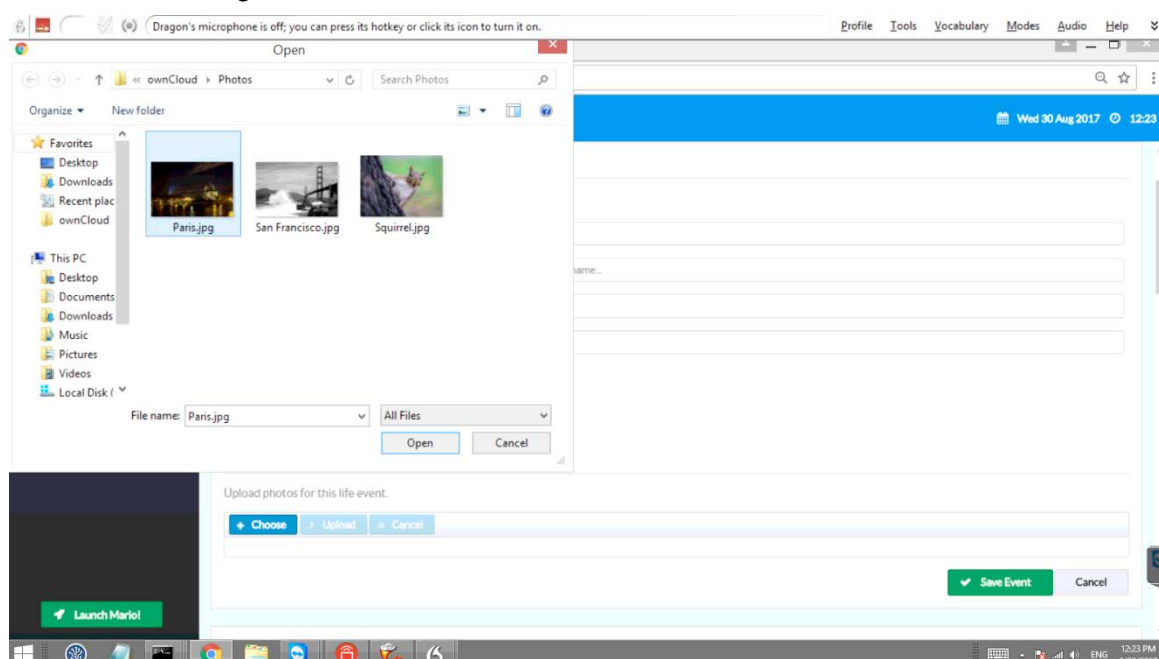 Dragon's microphone is off; you can press its hotkey or click its icon to turn it on.
Profile Tools Vocabulary Modes Audio Help
Open
« ownCloud Photos
Search Photos
Organize New folder
Wed 30 Aug 2017 12:23
Favorites
Desktop
Downloads
Recent plac
ownCloud
Paris.jpg San Francisco.jpg Squirrel.jpg
name...
This PC
Desktop
Documents
Downloads
Music
Pictures
Videos
Local Disk (
File name: Paris.jpg All Files
Open Cancel
Upload photos for this life event.
+ Choose Upload Cancel
Save Event Cancel
Launch Mario!
ENG 12:23 PM